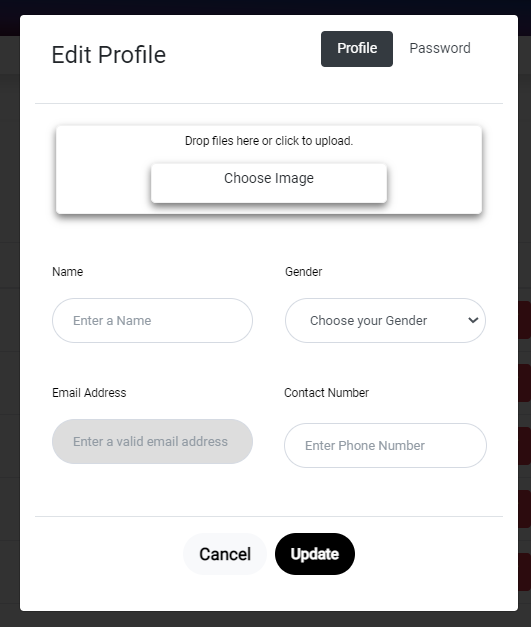 Edit Profile
Profile
Password
Drop files here or click to upload.
Choose Image
Name
Gender
Enter a Name
Choose your Gender
Email Address
Contact Number
Enter a valid email address
Enter Phone Number
Cancel
Update